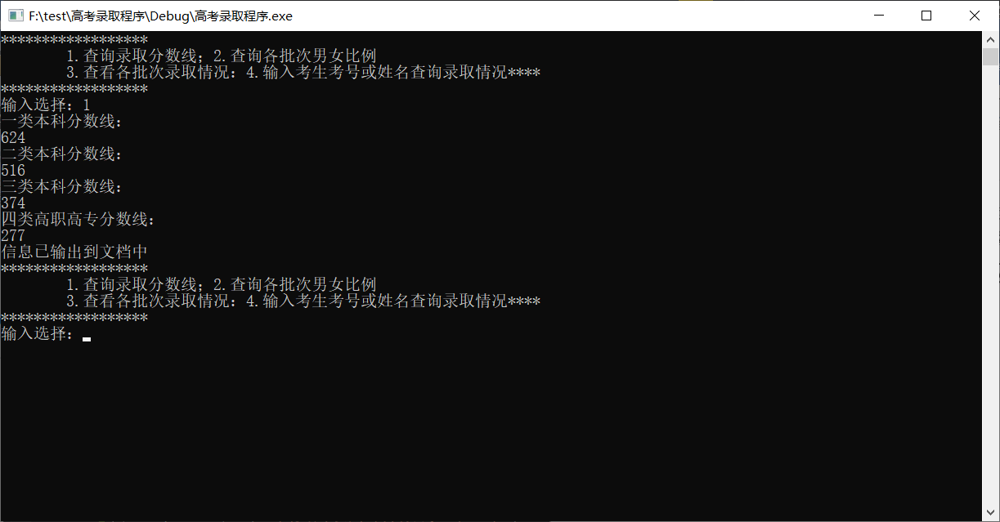 F:\test\高考录取程序\Debug\高考录取程序.exe
******************
1.查询录取分数线；2.查询各批次男女比例
3.查看各批次录取情况：4.输入考生考号或姓名查询录取情况****
******************
输入选择：1
一类本科分数线：
624
二类本科分数线：
516
三类本科分数线：
374
四类高职高专分数线：
277
信息已输出到文档中
******************
1.查询录取分数线；2.查询各批次男女比例
3.查看各批次录取情况：4.输入考生考号或姓名查询录取情况****
******************
输入选择：